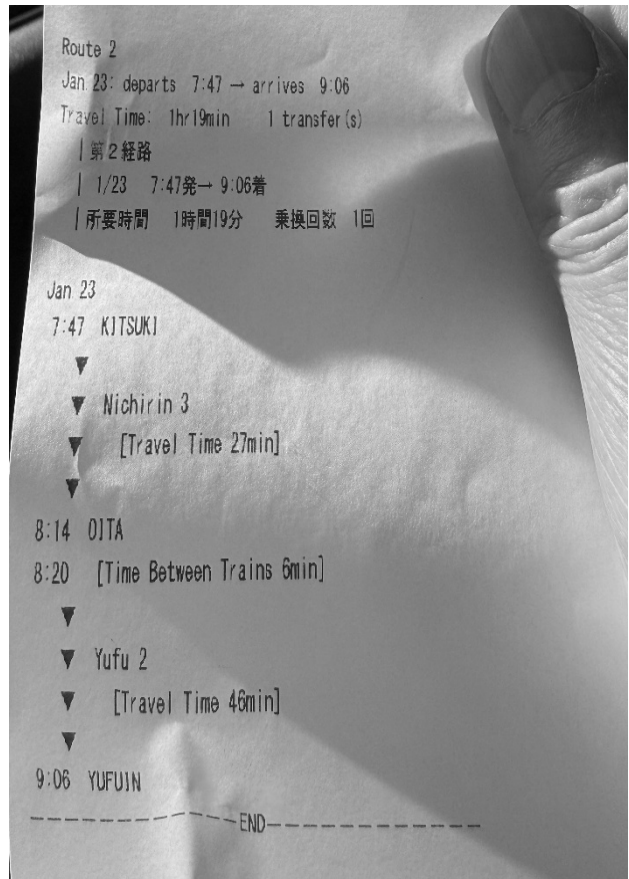 Route 2
Jan 23: departs 7:47 → arrives 9:06
Travel Time: 1hr19min 1 transfer(s)
| 第2経路
| 1/23 7:47発→ 9:06着
| 所要時間 1時間19分 乗換回数 1回
Jan 23
7:47 KITSUKI
▼
▼ Nichirin 3
▼ [Travel Time 27min]
▼
8:14 OITA
8:20 [Time Between Trains 6min]
▼
▼ Yufu 2
▼ [Travel Time 46min]
▼
9:06 YUFUIN
---------------END---------------